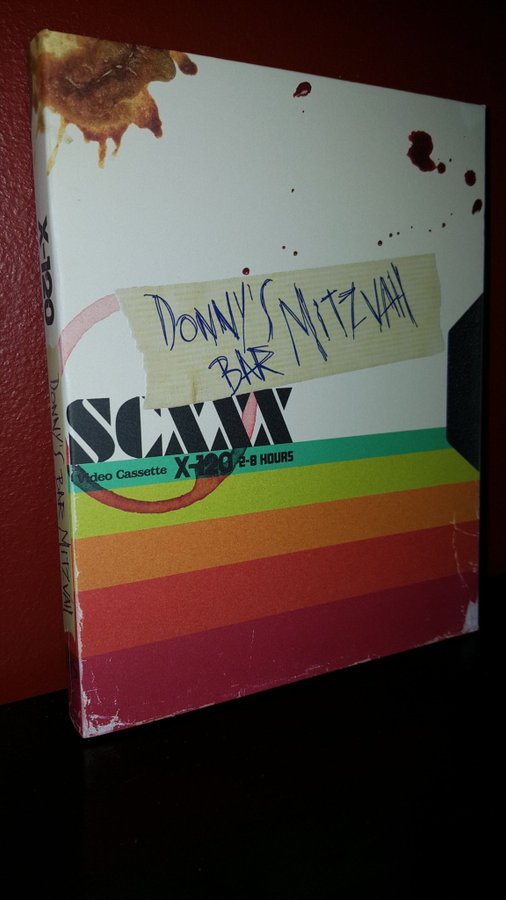 X-120
DONNY'S BAR MITZVAH
DONNY'S MITZVAH
BAR
SCXXX
Video Cassette X-120 2-8 HOURS